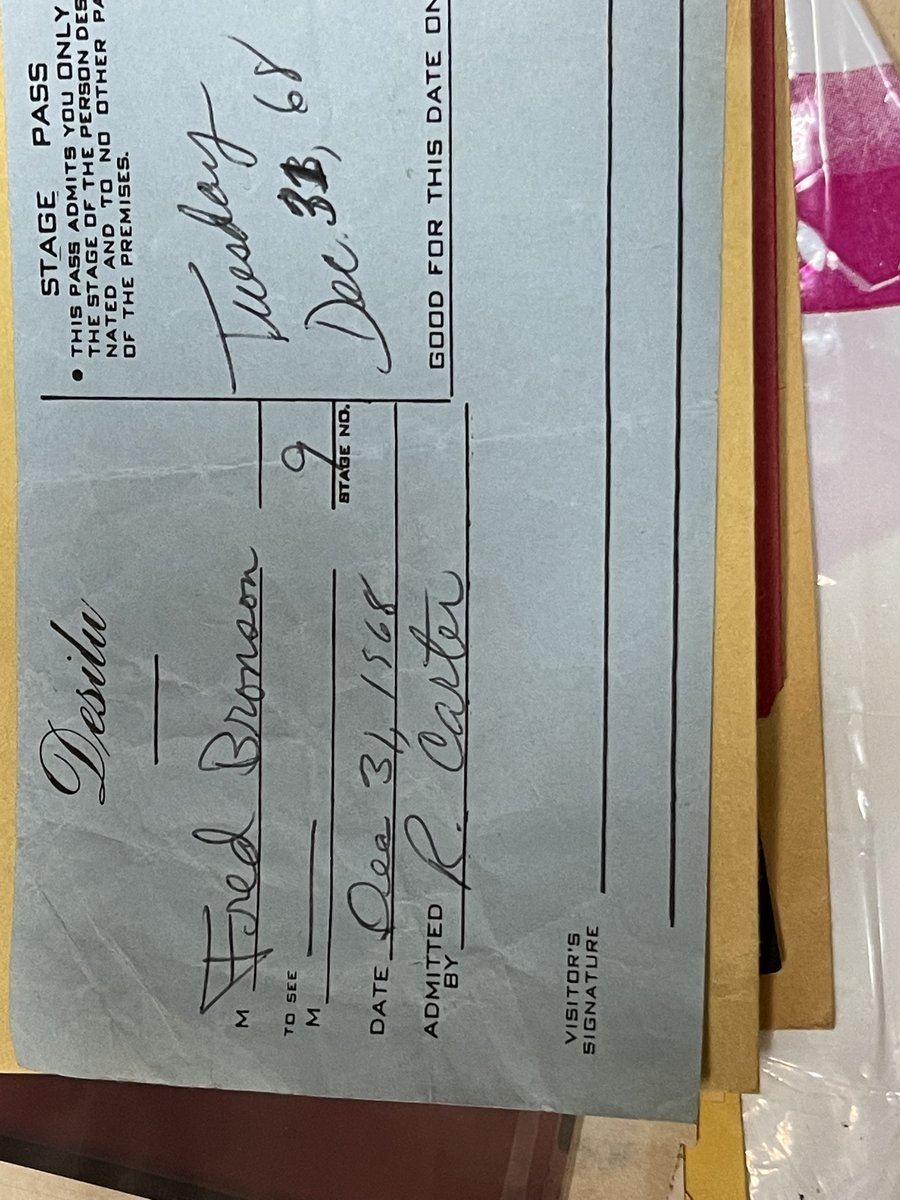 Desilu
M Fred Bronson
TO SEE
M
9
STAGE NO.
DATE Dec 31, 1968
ADMITTED
BY R. Carter
VISITOR'S
SIGNATURE
STAGE PASS
• THIS PASS ADMITS YOU ONLY
THE STAGE OF THE PERSON DES
NATED AND TO NO OTHER PA
OF THE PREMISES.
Tuesday
Dec. 31, 68
GOOD FOR THIS DATE ON